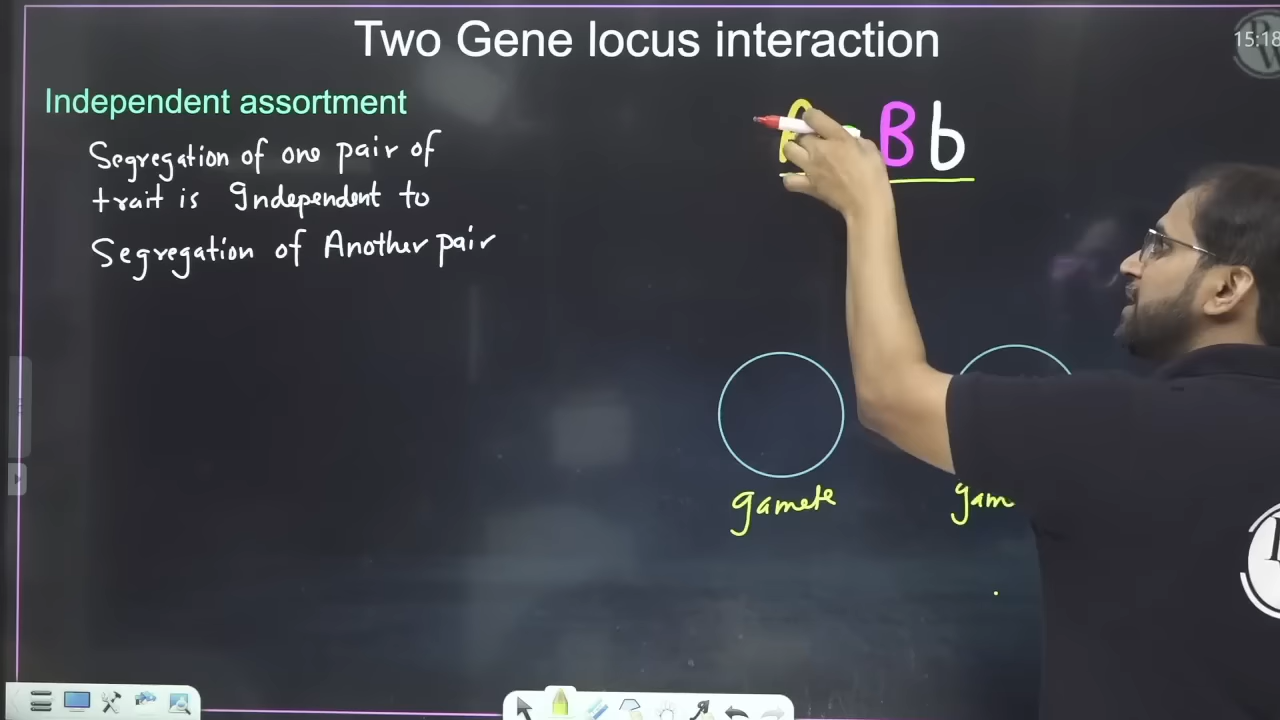 Two Gene locus interaction
15:18
Independent assortment
Segregation of one pair of
trait is Independent to
Segregation of Another pair
Bb
gamete
gam